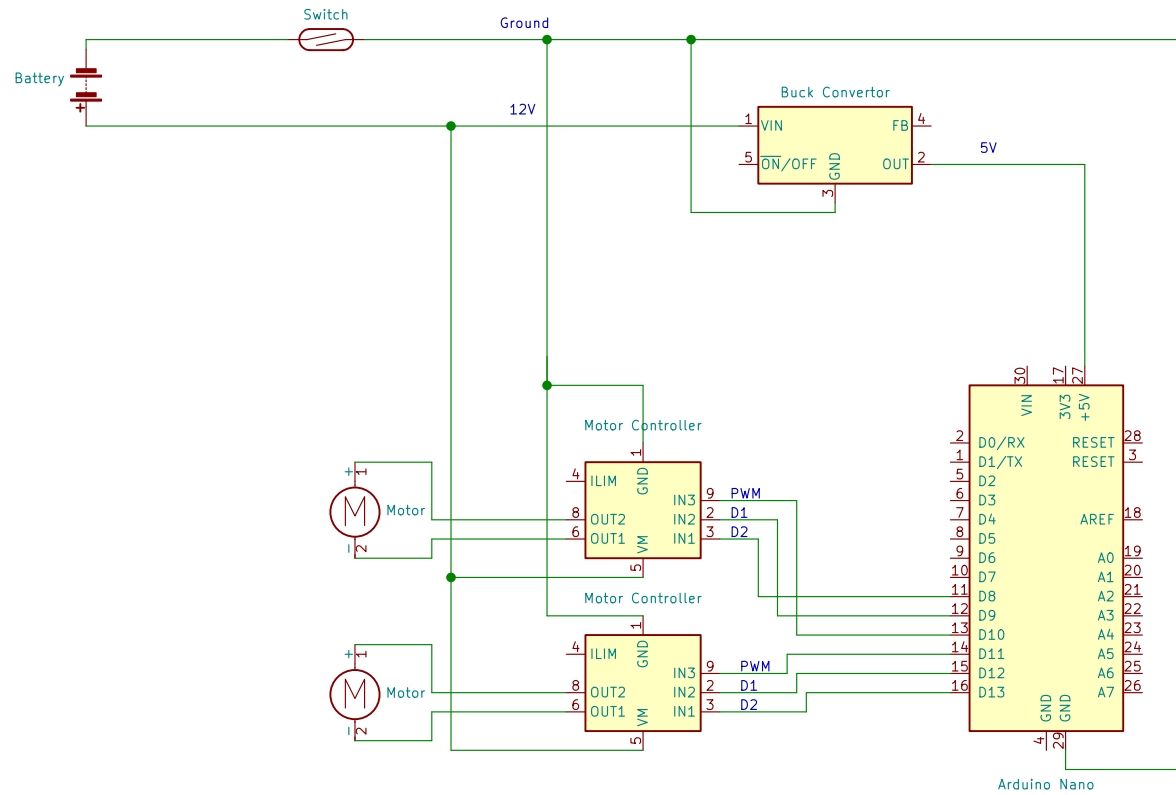 Switch
Ground
Battery
+
12V
Buck Convertor
1 VIN FB 4
5 ON/OFF GND OUT 2
3
5V
30 17 27
VIN 3V3 +5V
2 D0/RX RESET 28
1 D1/TX RESET 3
5 D2
6 D3
7 D4 AREF 18
8 D5
9 D6 A0 19
10 D7 A1 20
11 D8 A2 21
12 D9 A3 22
13 D10 A4 23
14 D11 A5 24
15 D12 A6 25
16 D13 A7 26
GND GND
4 29
Arduino Nano
Motor Controller
1
4 ILIM GND
IN3 9 PWM
8 OUT2 IN2 2 D1
6 OUT1 VM IN1 3 D2
5
+ 1
M Motor
- 2
Motor Controller
1
4 ILIM GND
IN3 9 PWM
8 OUT2 IN2 2 D1
6 OUT1 VM IN1 3 D2
5
+ 1
M Motor
- 2